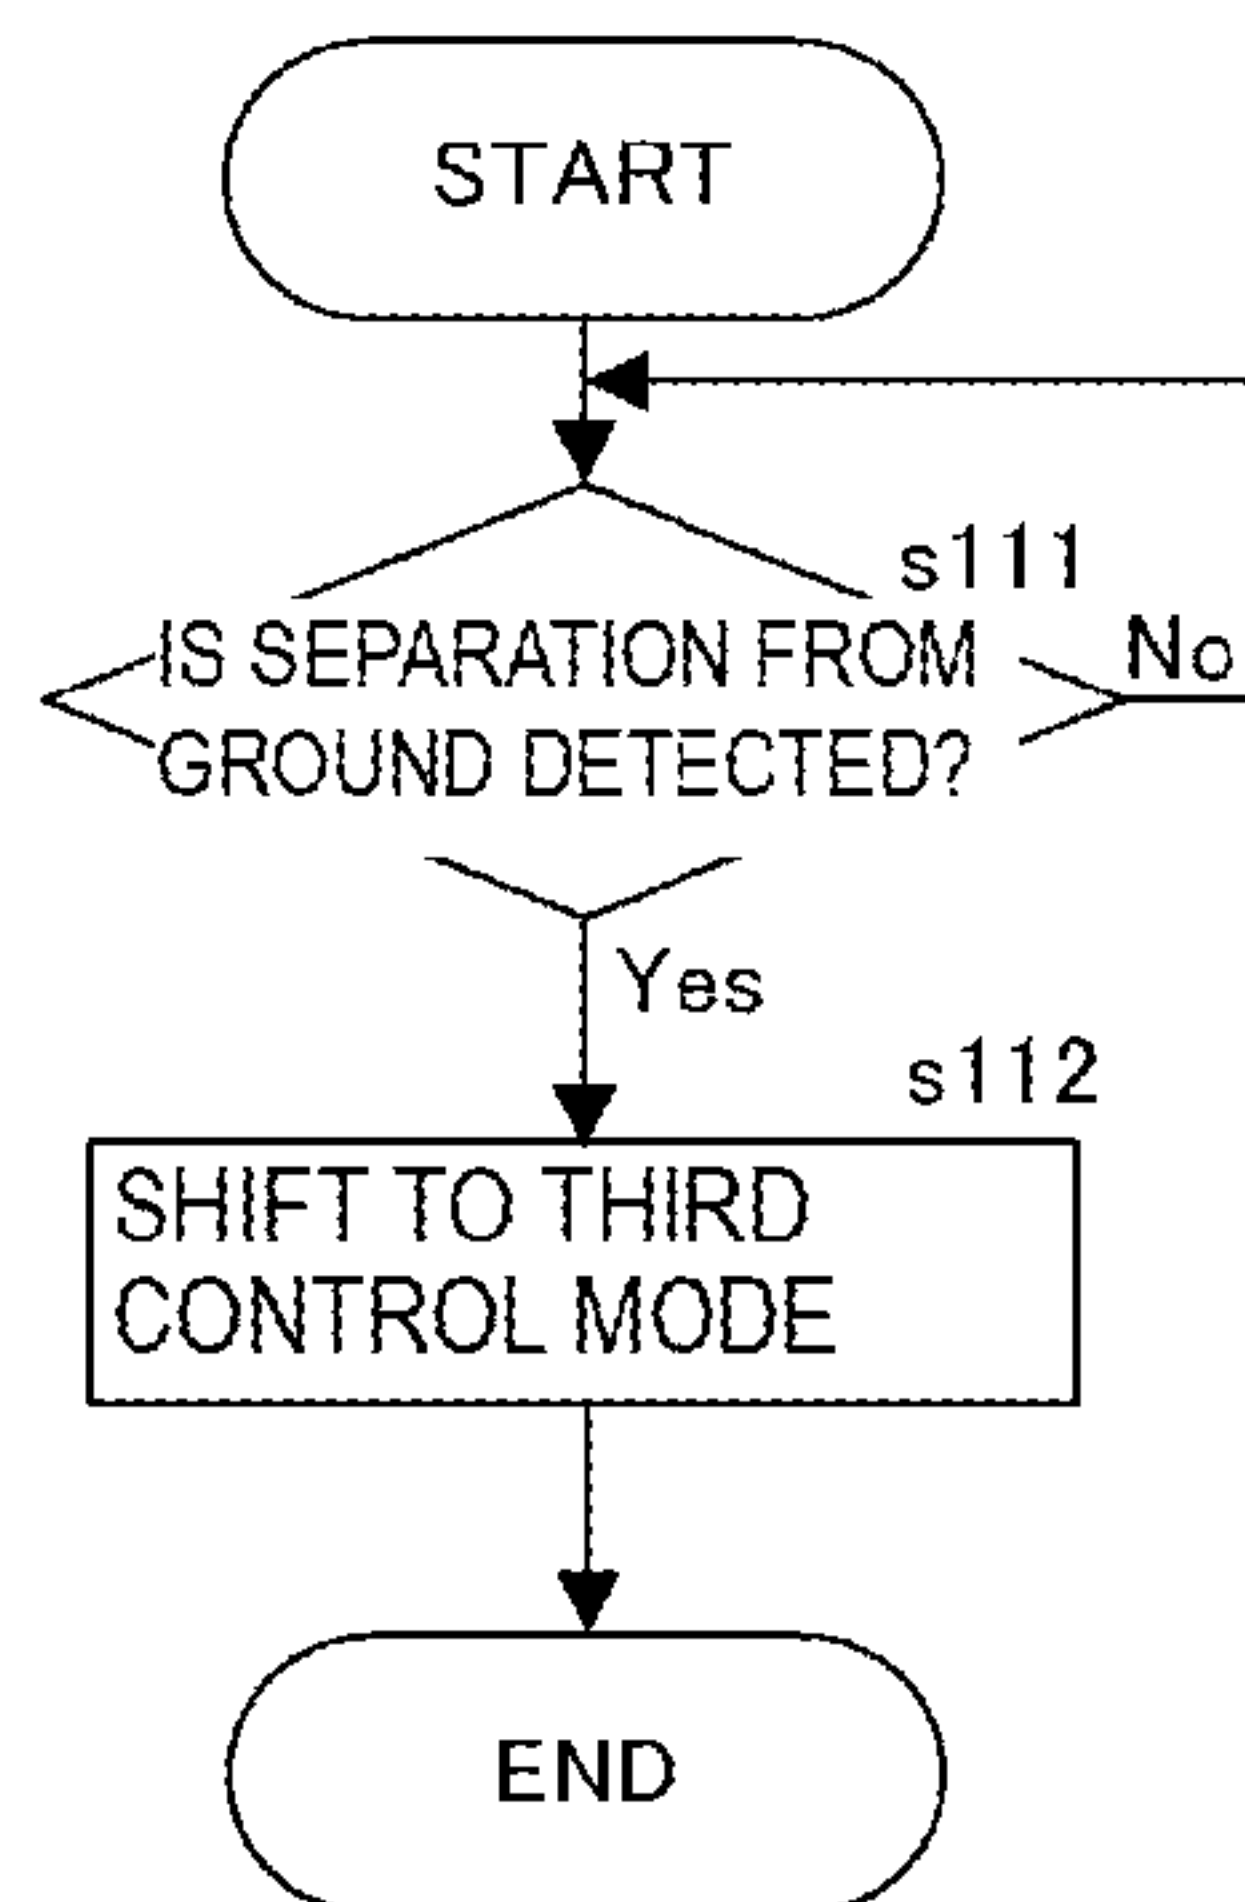 START
s111
IS SEPARATION FROM
GROUND DETECTED?
No
Yes
s112
SHIFT TO THIRD
CONTROL MODE
END